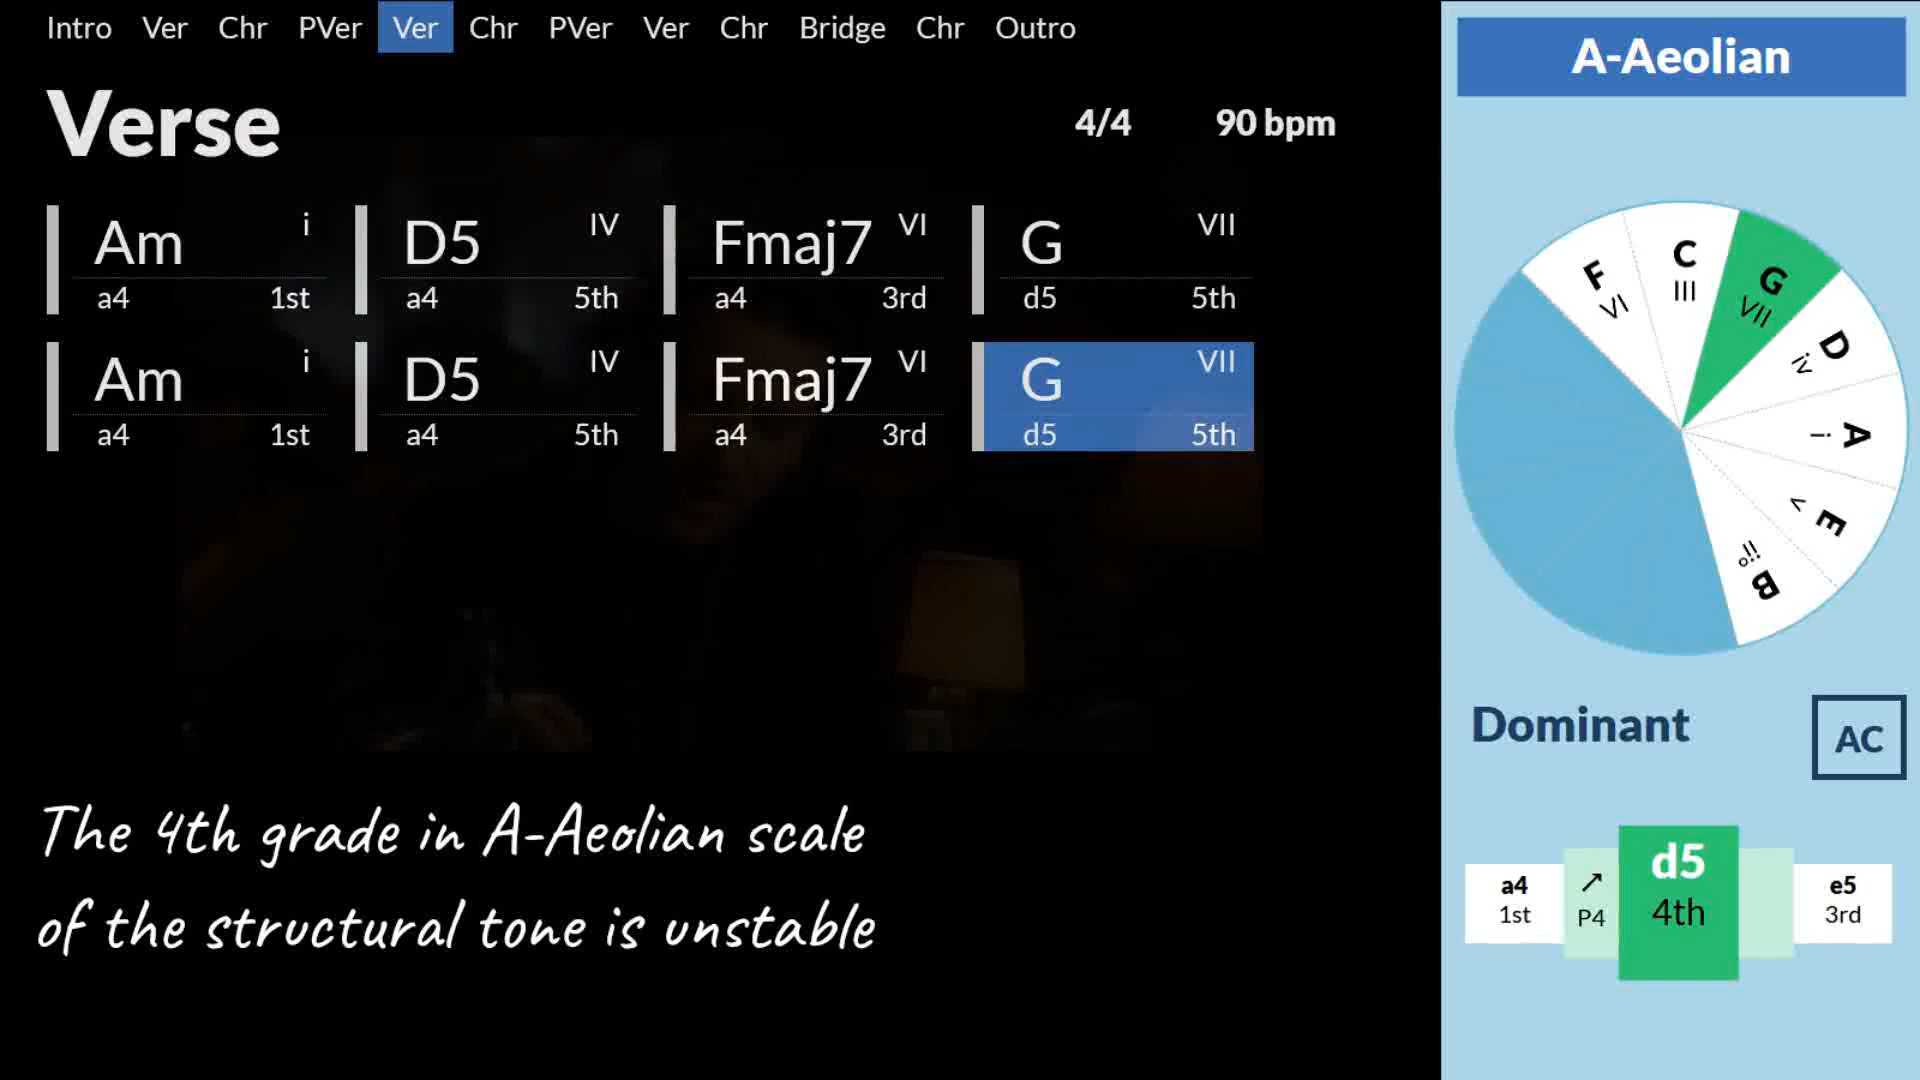 Intro Ver Chr PVer Ver Chr PVer Ver Chr Bridge Chr Outro
Verse
4/4 90 bpm
Am i D5 IV Fmaj7 VI G VII
a4 1st a4 5th a4 3rd d5 5th
Am i D5 IV Fmaj7 VI G VII
a4 1st a4 5th a4 3rd d5 5th
The 4th grade in A-Aeolian scale
of the structural tone is unstable
A-Aeolian
F VI
C III
G VII
D iv
A i
E v
B ii°
Dominant
AC
a4 1st
↗ P4
d5 4th
e5 3rd